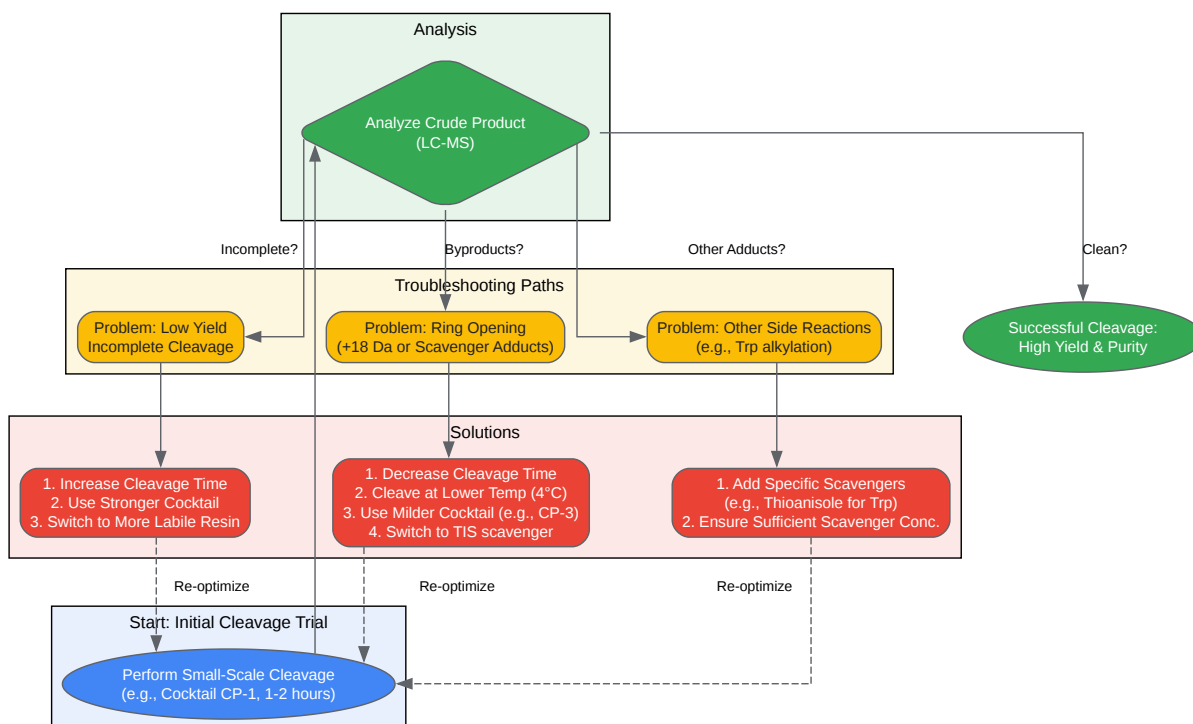 Analysis
Analyze Crude Product
(LC-MS)
Incomplete?
Byproducts?
Other Adducts?
Clean?
Troubleshooting Paths
Problem: Low Yield
Incomplete Cleavage
Problem: Ring Opening
(+18 Da or Scavenger Adducts)
Problem: Other Side Reactions
(e.g., Trp alkylation)
Successful Cleavage:
High Yield & Purity
Solutions
1. Increase Cleavage Time
2. Use Stronger Cocktail
3. Switch to More Labile Resin
1. Decrease Cleavage Time
2. Cleave at Lower Temp (4°C)
3. Use Milder Cocktail (e.g., CP-3)
4. Switch to TIS scavenger
1. Add Specific Scavengers
(e.g., Thioanisole for Trp)
2. Ensure Sufficient Scavenger Conc.
Re-optimize
Re-optimize
Re-optimize
Start: Initial Cleavage Trial
Perform Small-Scale Cleavage
(e.g., Cocktail CP-1, 1-2 hours)